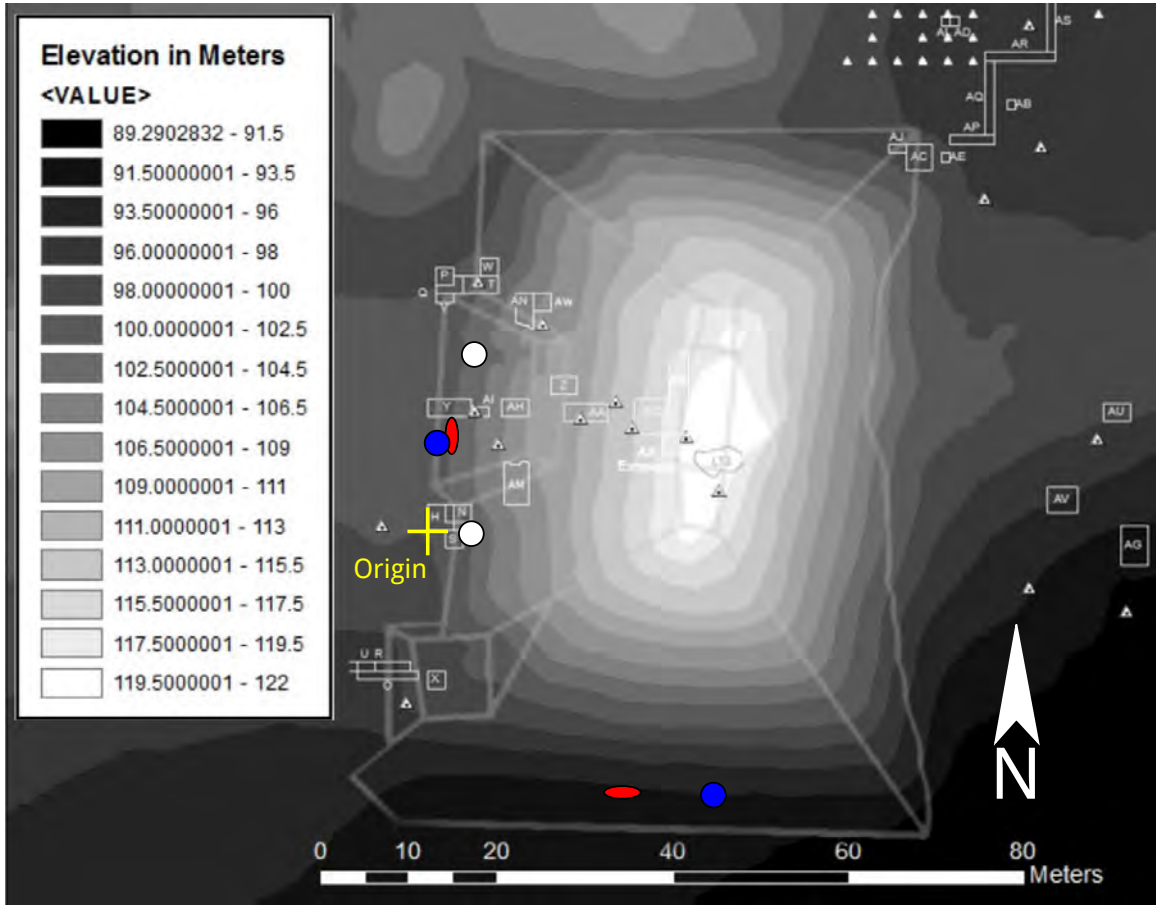 Elevation in Meters
<VALUE>
89.2902832 - 91.5
91.50000001 - 93.5
93.50000001 - 96
96.00000001 - 98
98.00000001 - 100
100.0000001 - 102.5
102.5000001 - 104.5
104.5000001 - 106.5
106.5000001 - 109
109.0000001 - 111
111.0000001 - 113
113.0000001 - 115.5
115.5000001 - 117.5
117.5000001 - 119.5
119.5000001 - 122
AS
AR
AQ
AB
AP
AJ
AC
AE
W
P
T
Q
AN
AW
Z
Y
AI
AH
AA
AU
AM
AV
H
N
S
AG
Origin
U R
X
O
N
0 10 20 40 60 80
Meters